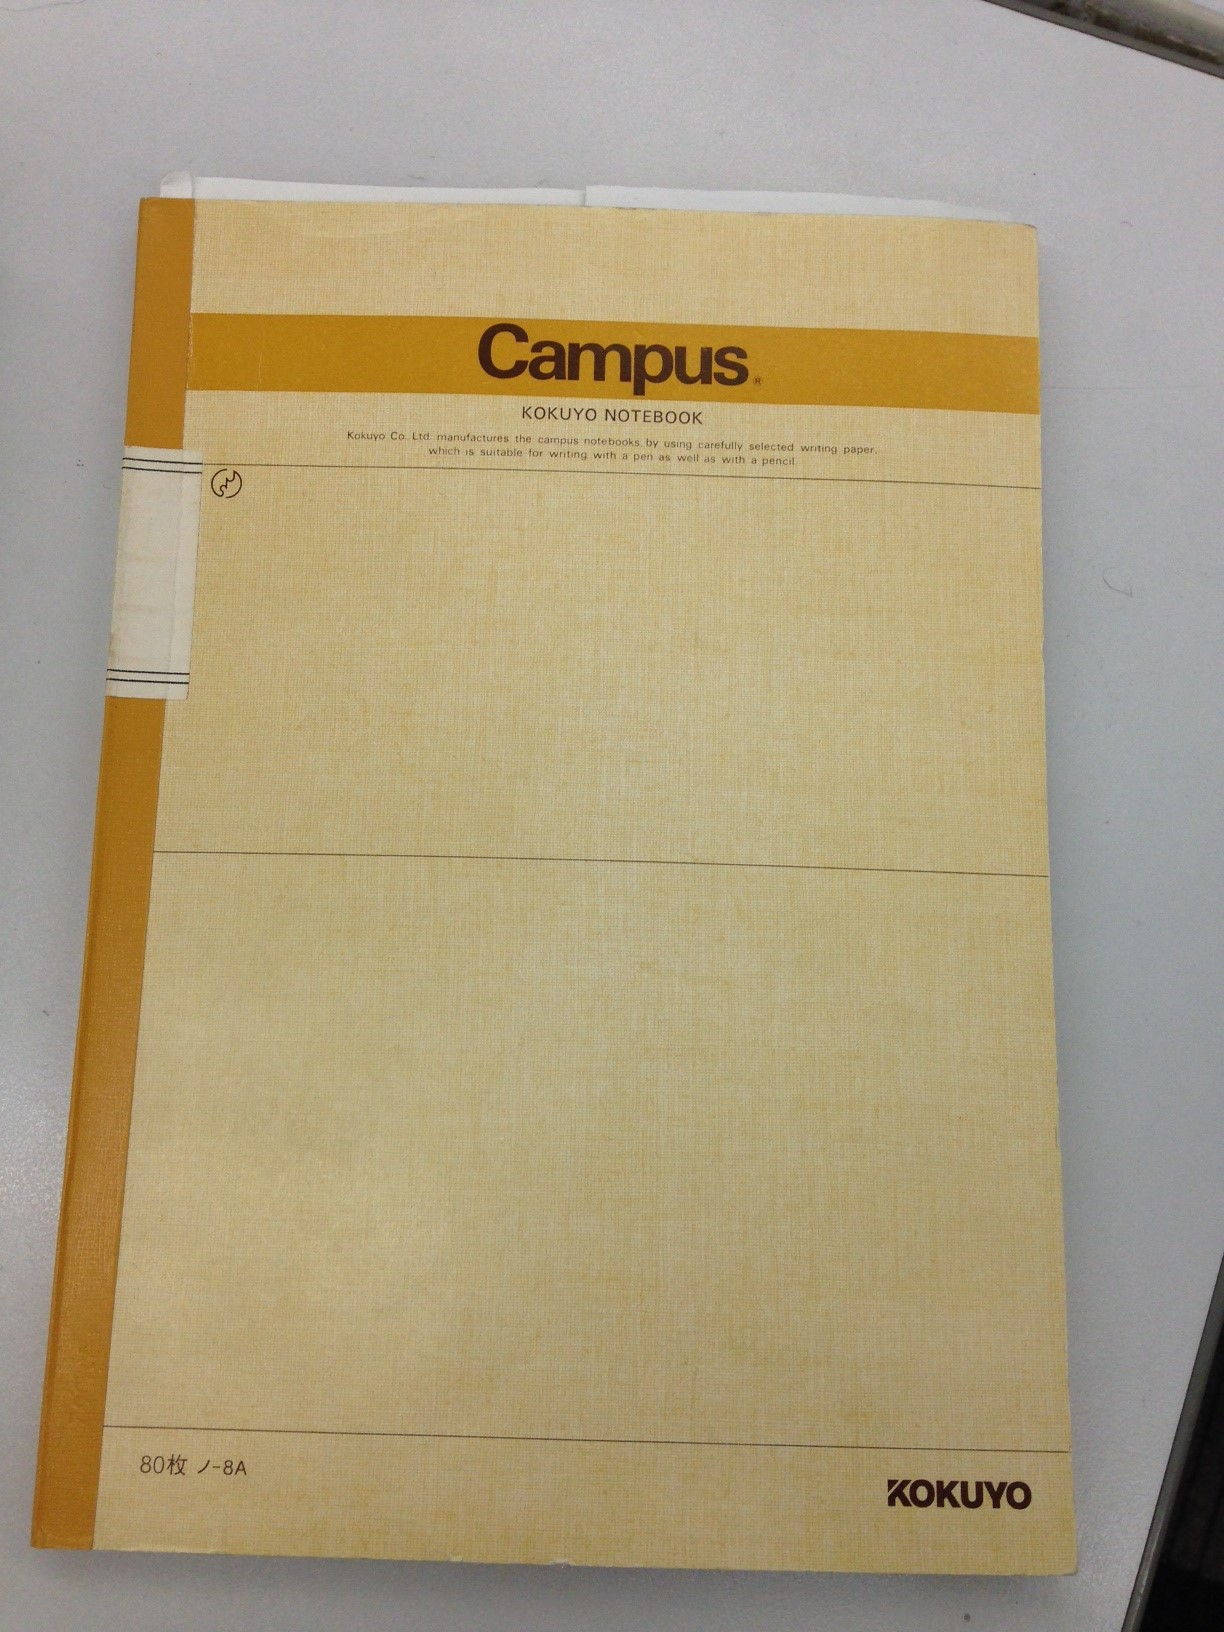 Campus®
KOKUYO NOTEBOOK
Kokuyo Co. Ltd. manufactures the campus notebooks by using carefully selected writing paper,
which is suitable for writing with a pen as well as with a pencil.
80枚 ノ-8A
KOKUYO